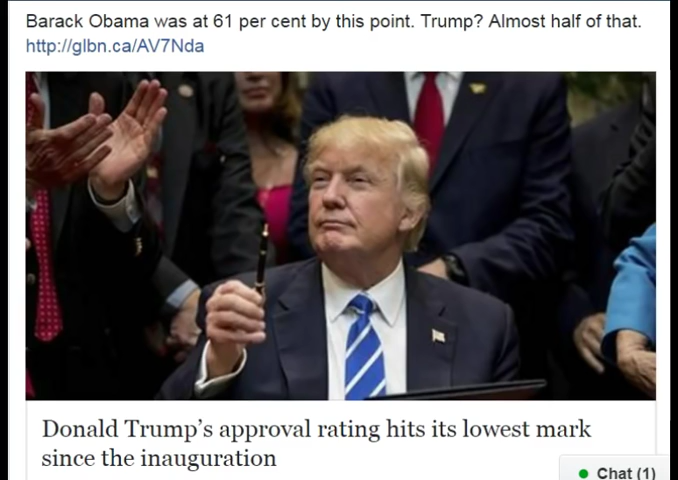 Barack Obama was at 61 per cent by this point. Trump? Almost half of that.
http://glbn.ca/AV7Nda
Donald Trump’s approval rating hits its lowest mark
since the inauguration
Chat (1)